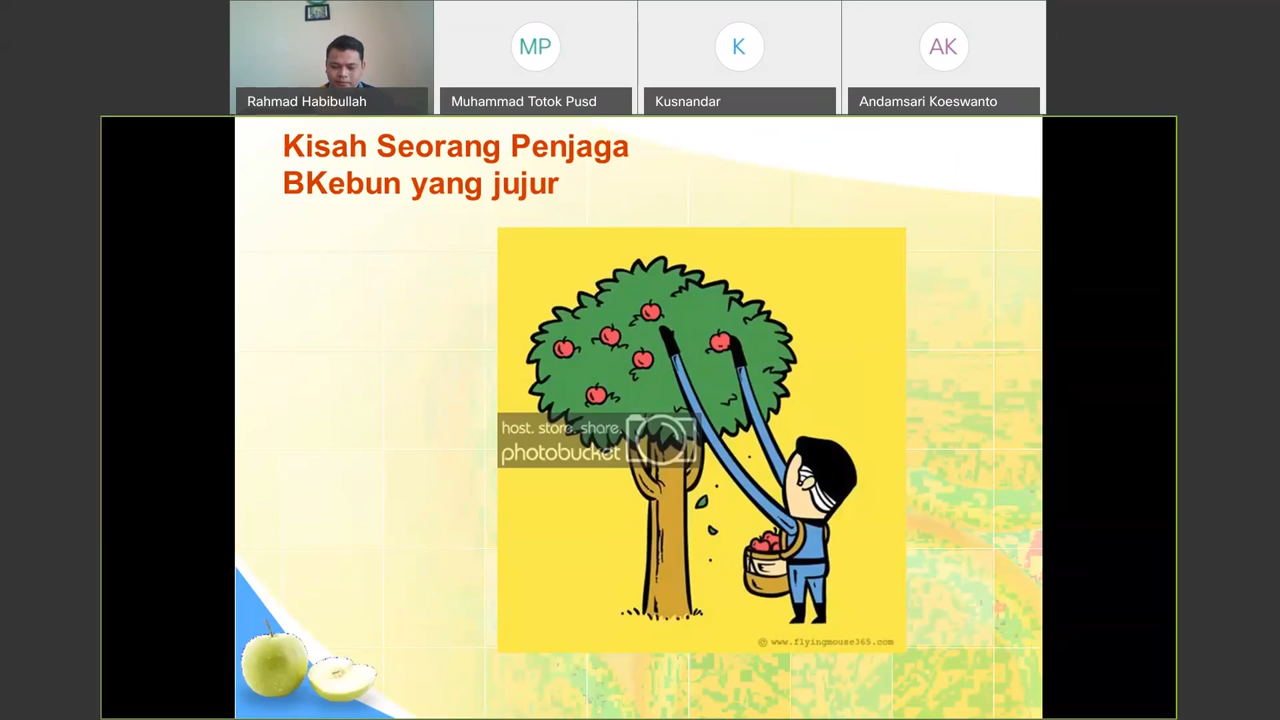 MP
K
AK
Rahmad Habibullah
Muhammad Totok Pusd
Kusnandar
Andamsari Koeswanto
Kisah Seorang Penjaga
BKebun yang jujur
host. store. share.
photobucket
© www.flyingmouse365.com